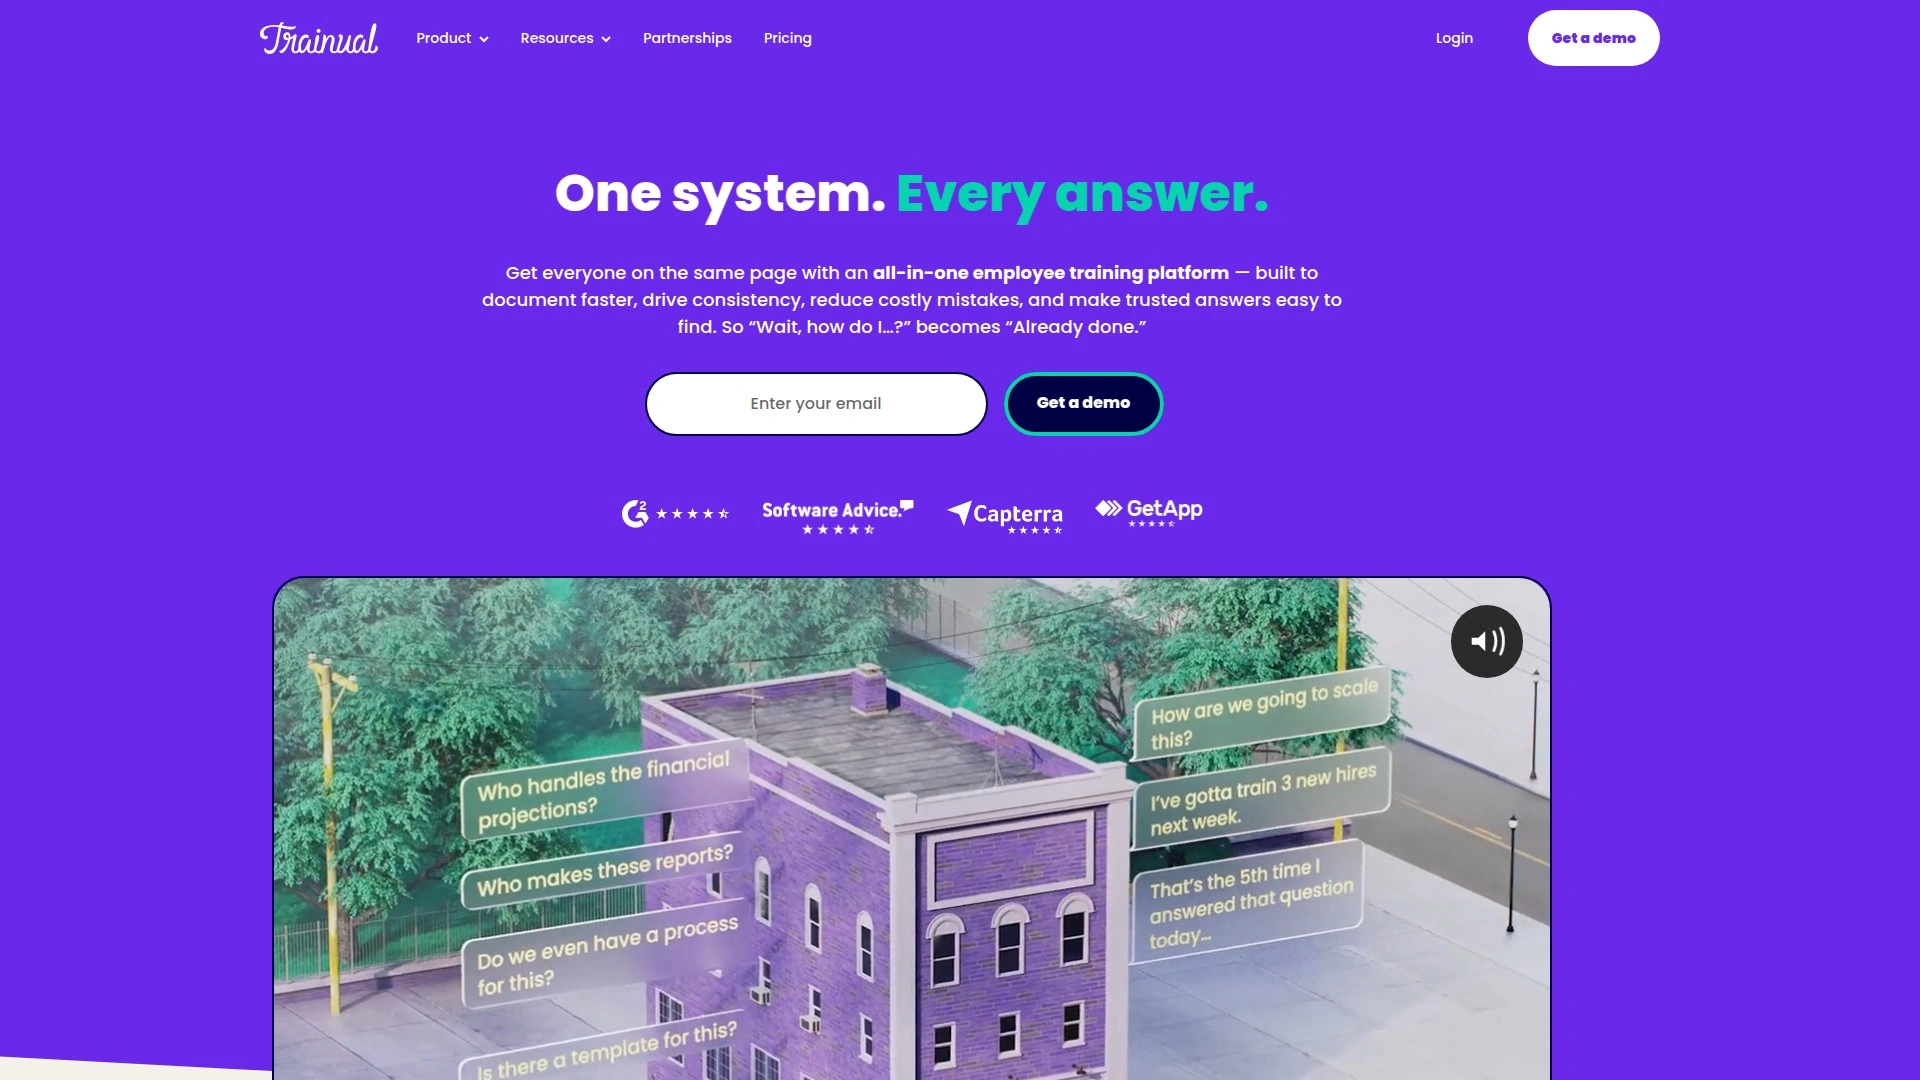 Trainual
Product
Resources
Partnerships
Pricing
Login
Get a demo
One system. Every answer.
Get everyone on the same page with an all-in-one employee training platform — built to
document faster, drive consistency, reduce costly mistakes, and make trusted answers easy to
find. So “Wait, how do I...?” becomes “Already done.”
Enter your email
Get a demo
G2
Software Advice.
Capterra
GetApp
How are we going to scale
this?
Who handles the financial
projections?
I've gotta train 3 new hires
next week.
Who makes these reports?
That's the 5th time I
answered that question
today...
Do we even have a process
for this?
Is there a template for this?